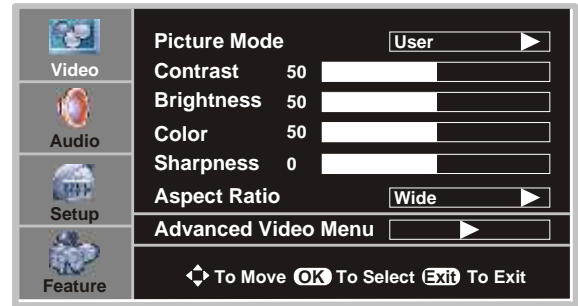 Video
Audio
Setup
Feature
Picture Mode User
Contrast 50
Brightness 50
Color 50
Sharpness 0
Aspect Ratio Wide
Advanced Video Menu
To Move OK To Select Exit To Exit